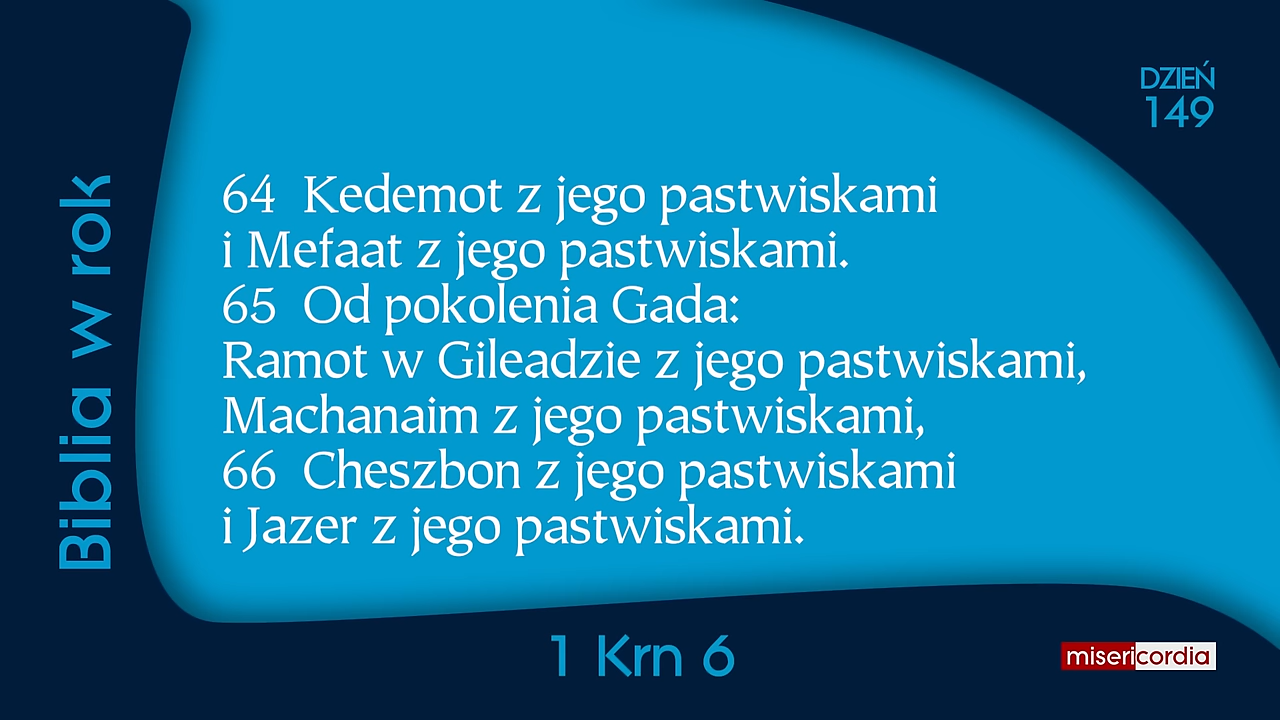 DZIEŃ
149
Biblia w rok
64 Kedemot z jego pastwiskami
i Mefaat z jego pastwiskami.
65 Od pokolenia Gada:
Ramot w Gileadzie z jego pastwiskami,
Machanaim z jego pastwiskami,
66 Cheszbon z jego pastwiskami
i Jazer z jego pastwiskami.
1 Krn 6
misericordia